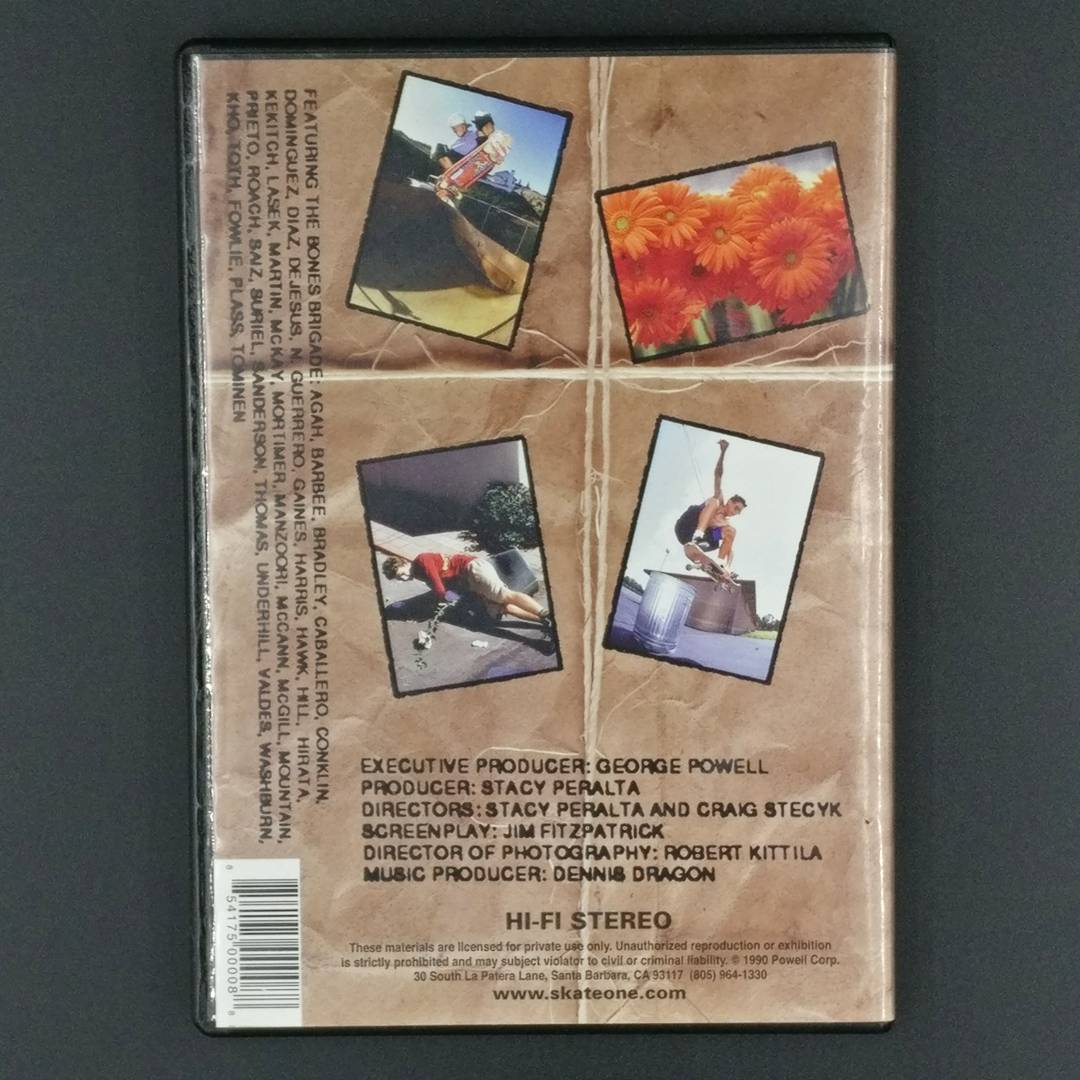 FEATURING THE BONES BRIGADE: AGAH, BARBEE, BRADLEY, CABALLERO, CONKLIN,
DOMINGUEZ, DIAZ, DEJESUS, N. GUERRERO, GAINES, HARRIS, HAWK, HILL, HIRATA,
KEKITCH, LASEK, MARTIN, MCKAY, MORTIMER, MANZOORI, MCCANN, MCGILL, MOUNTAIN,
PRIETO, ROACH, SAIZ, SURIEL, SANDERSON, THOMAS, UNDERHILL, VALDES, WASHBURN,
KHO, TOTH, FOWLIE, PLASS, TOMINEN
EXECUTIVE PRODUCER: GEORGE POWELL
PRODUCER: STACY PERALTA
DIRECTORS: STACY PERALTA AND CRAIG STECYK
SCREENPLAY: JIM FITZPATRICK
DIRECTOR OF PHOTOGRAPHY: ROBERT KITTILA
MUSIC PRODUCER: DENNIS DRAGON
HI-FI STEREO
These materials are licensed for private use only. Unauthorized reproduction or exhibition
is strictly prohibited and may subject violator to civil or criminal liability. © 1990 Powell Corp.
30 South La Patera Lane, Santa Barbara, CA 93117 (805) 964-1330
www.skateone.com
8 54175 00008 8